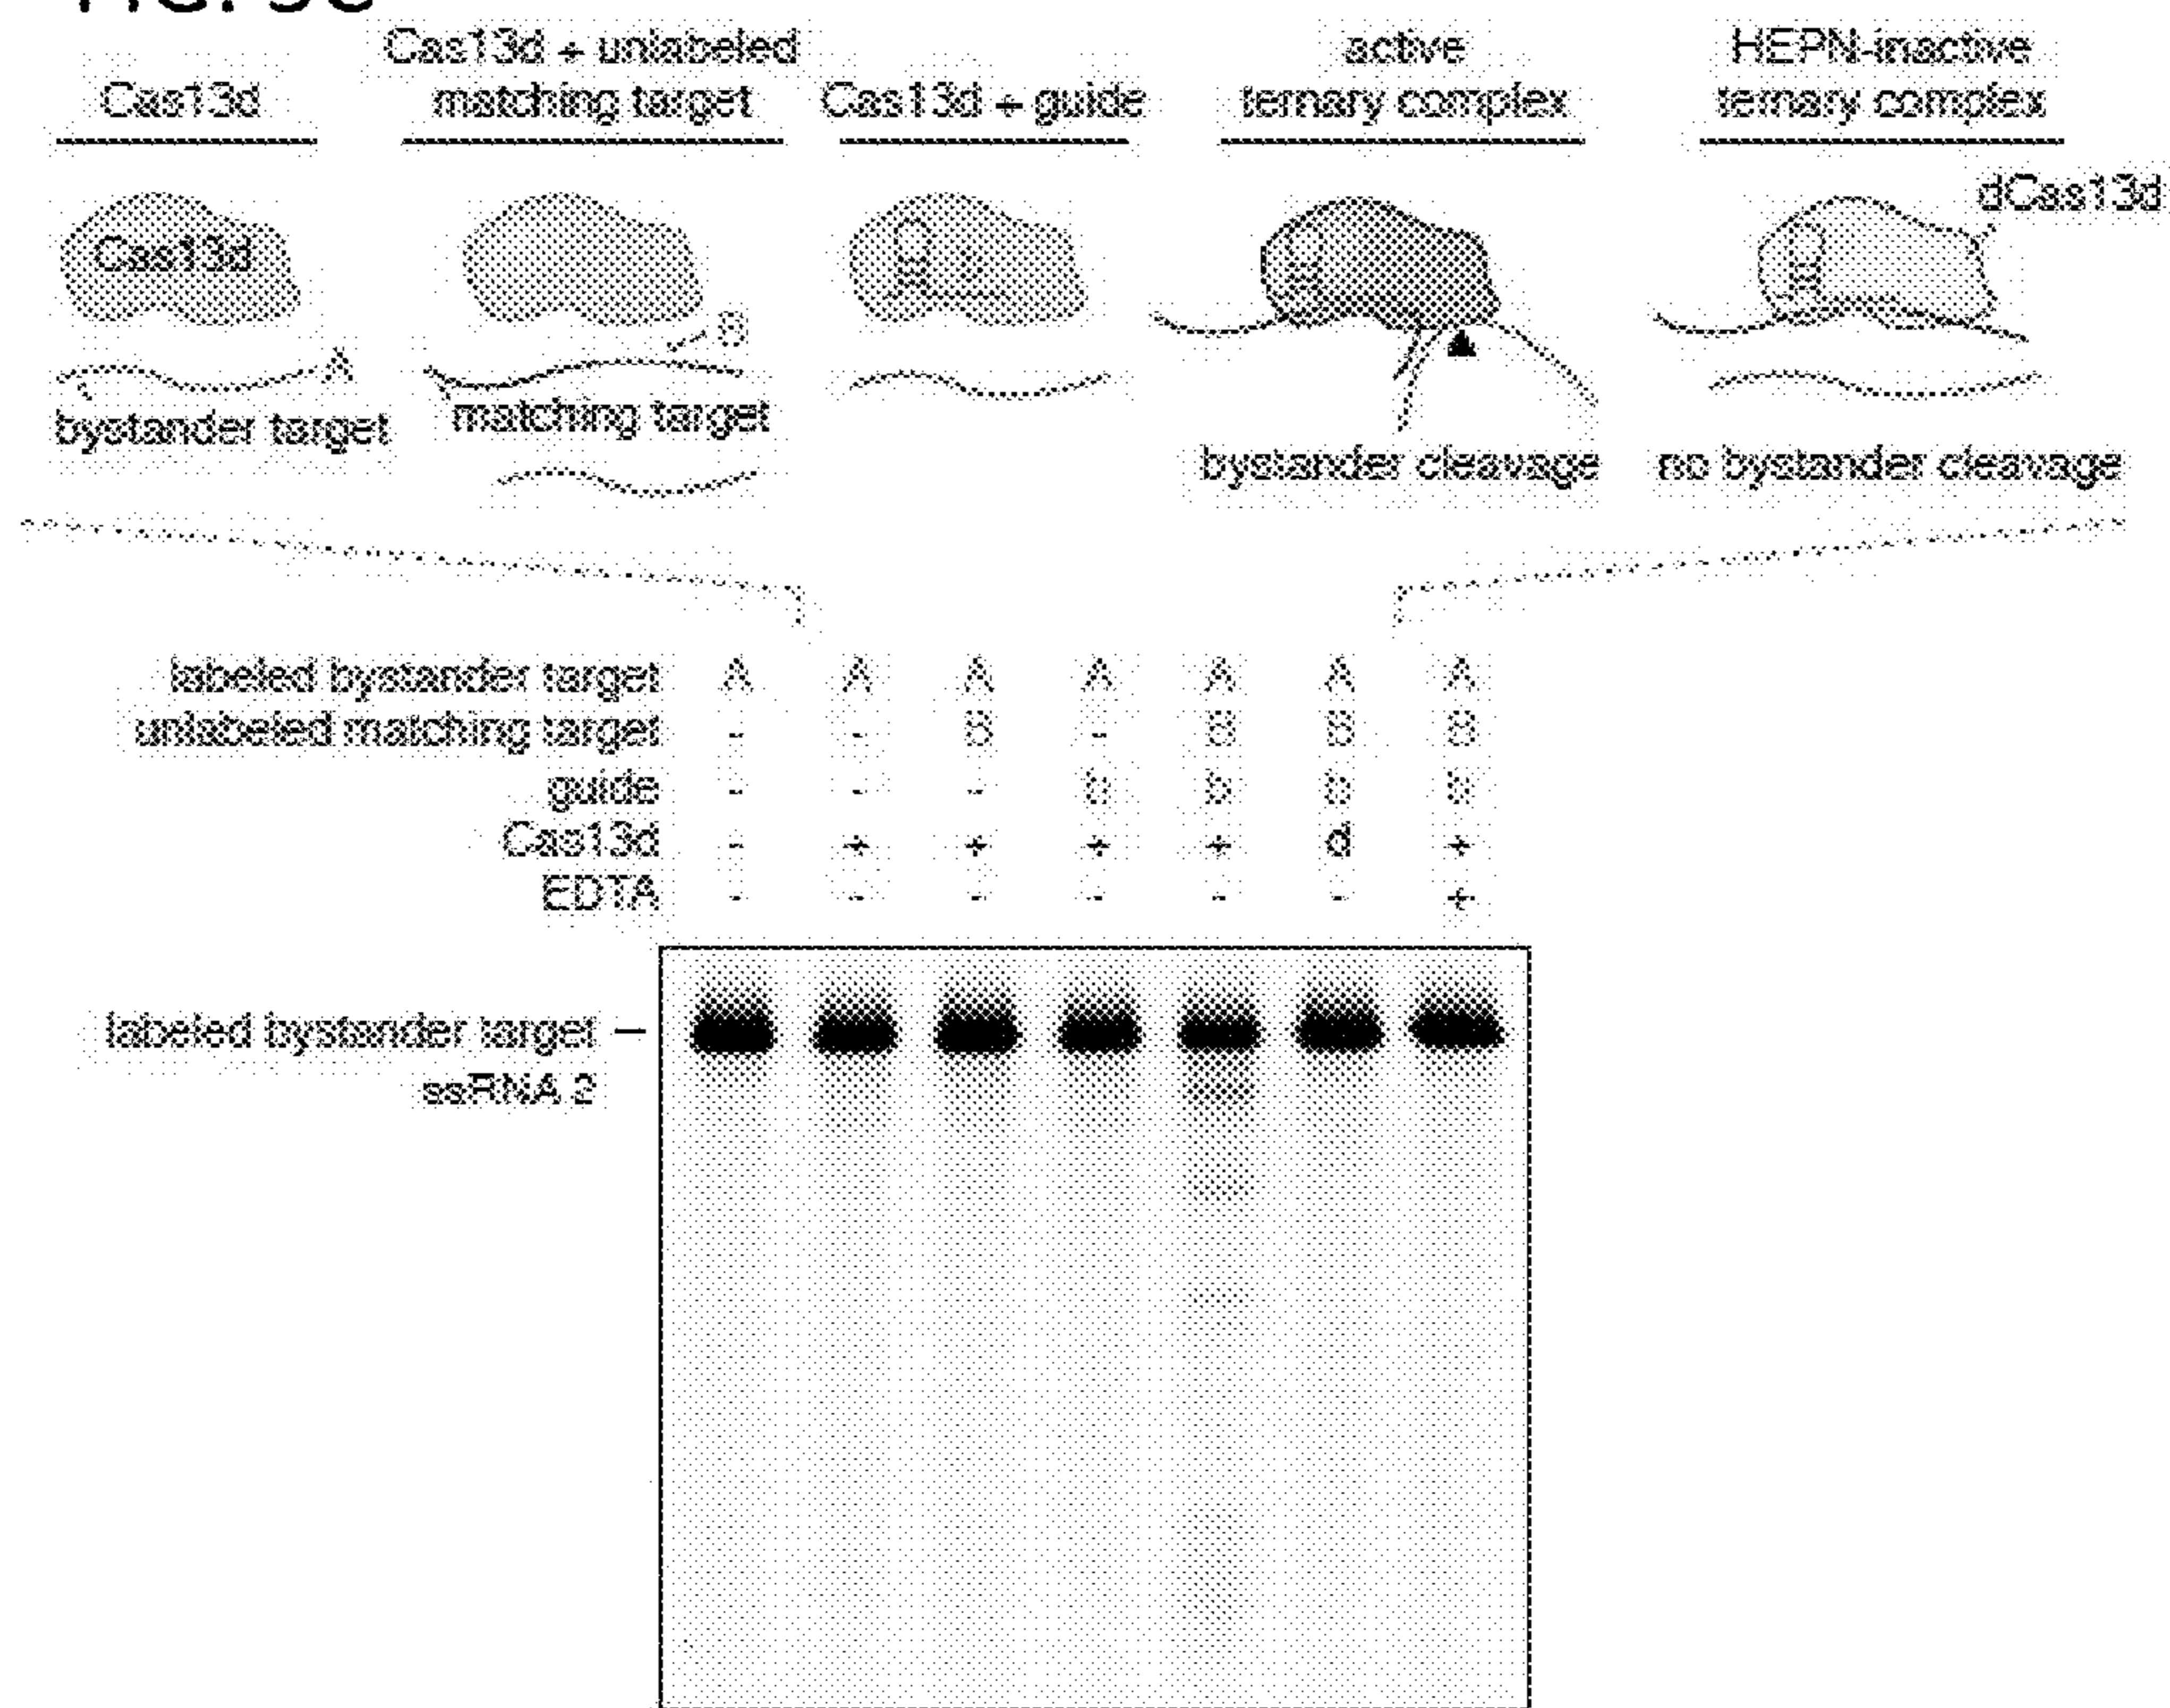 Cas13d
Cas13d + unlabeled
matching target
Cas13d + guide
active
ternary complex
HEPN-inactive
ternary complex
dCas13d
Cas13d
A
B
bystander target
matching target
bystander cleavage
no bystander cleavage
labeled bystander target A A A A A A A
unlabeled matching target - - B - B B B
guide - - - b b b b
Cas13d - + + + + d +
EDTA - - - - - - +
labeled bystander target –
ssRNA 2